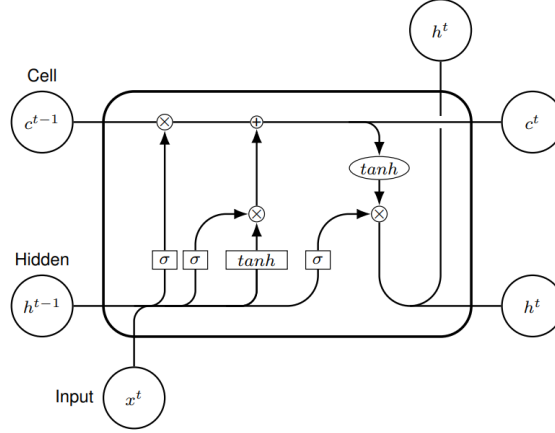 h^t
Cell
c^{t-1} × + c^t
tanh
× ×
σ σ tanh σ
Hidden
h^{t-1} h^t
Input
x^t